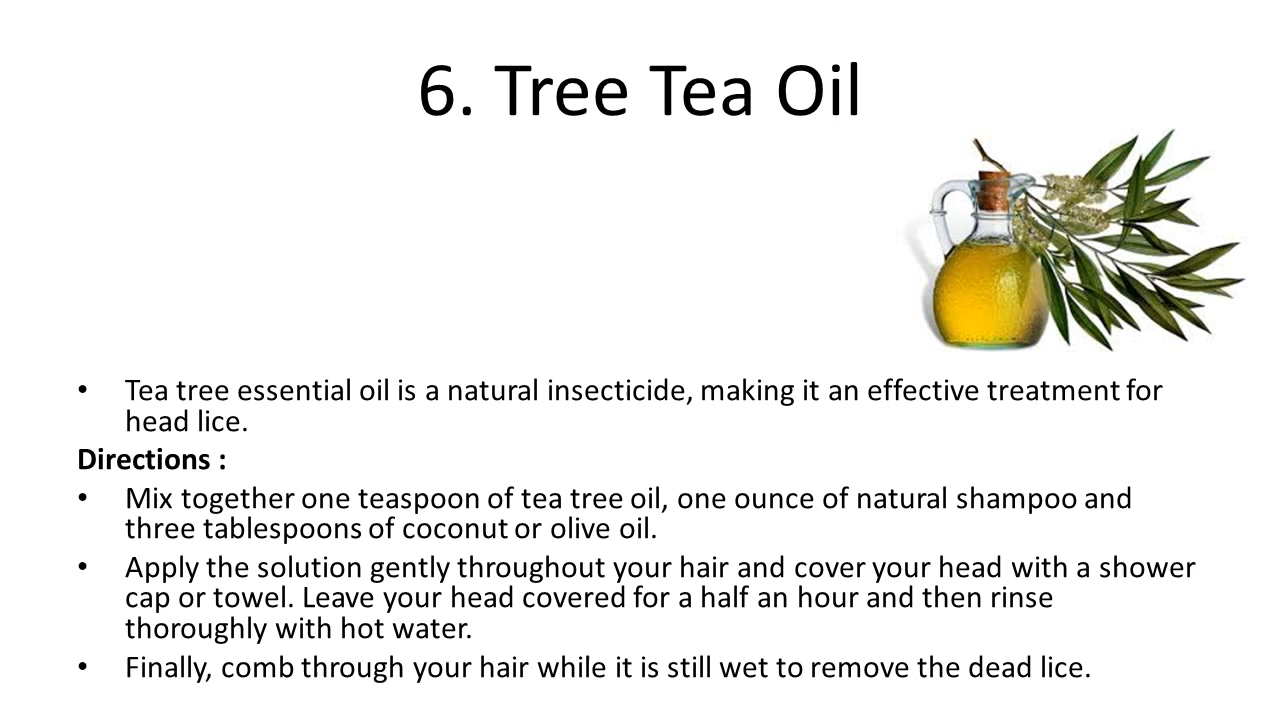 6. Tree Tea Oil
• Tea tree essential oil is a natural insecticide, making it an effective treatment for
head lice.
Directions :
• Mix together one teaspoon of tea tree oil, one ounce of natural shampoo and
three tablespoons of coconut or olive oil.
• Apply the solution gently throughout your hair and cover your head with a shower
cap or towel. Leave your head covered for a half an hour and then rinse
thoroughly with hot water.
• Finally, comb through your hair while it is still wet to remove the dead lice.